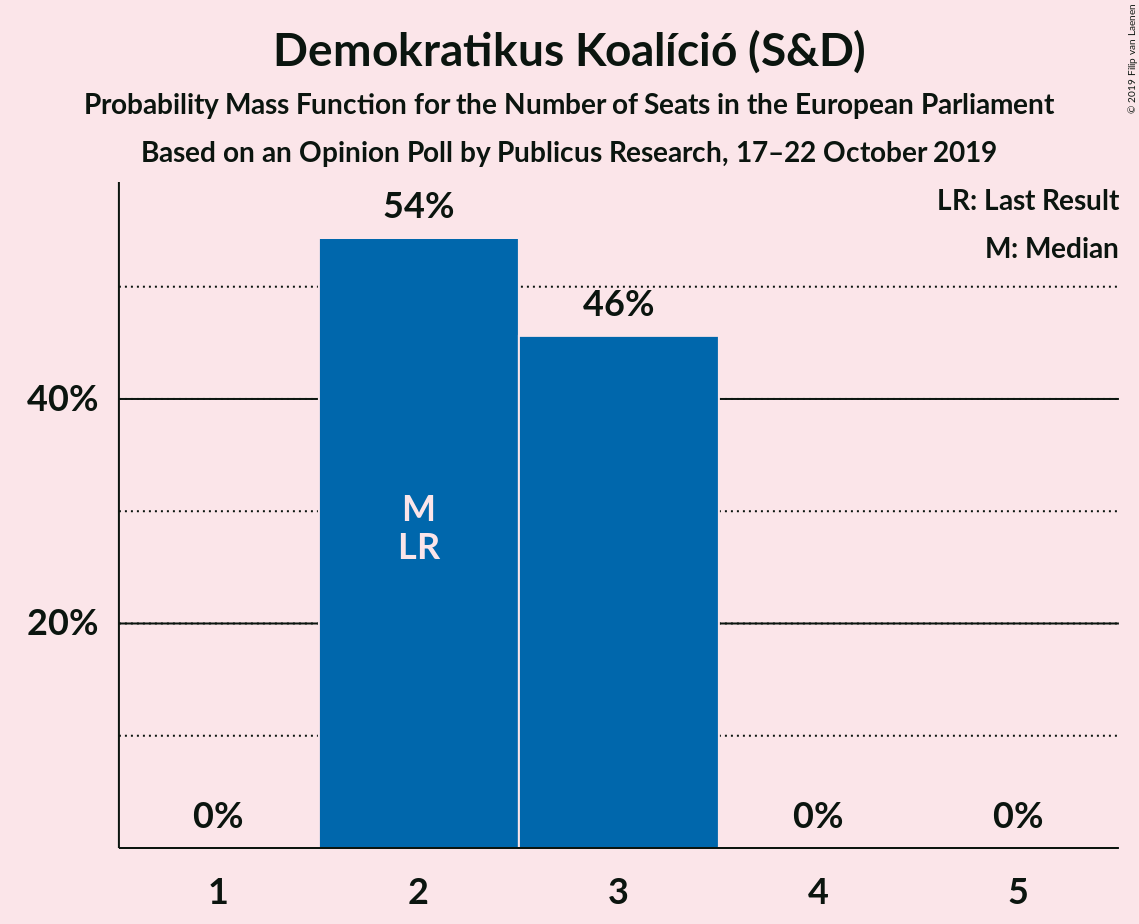 Demokratikus Koalíció (S&D)
Probability Mass Function for the Number of Seats in the European Parliament
Based on an Opinion Poll by Publicus Research, 17–22 October 2019
© 2019 Filip van Laenen
LR: Last Result
M: Median
54%
46%
40%
20%
M
LR
0%
0%
0%
1
2
3
4
5